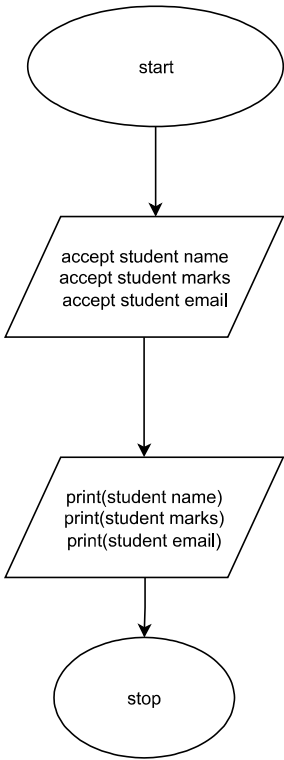 start
accept student name
accept student marks
accept student email
print(student name)
print(student marks)
print(student email)
stop